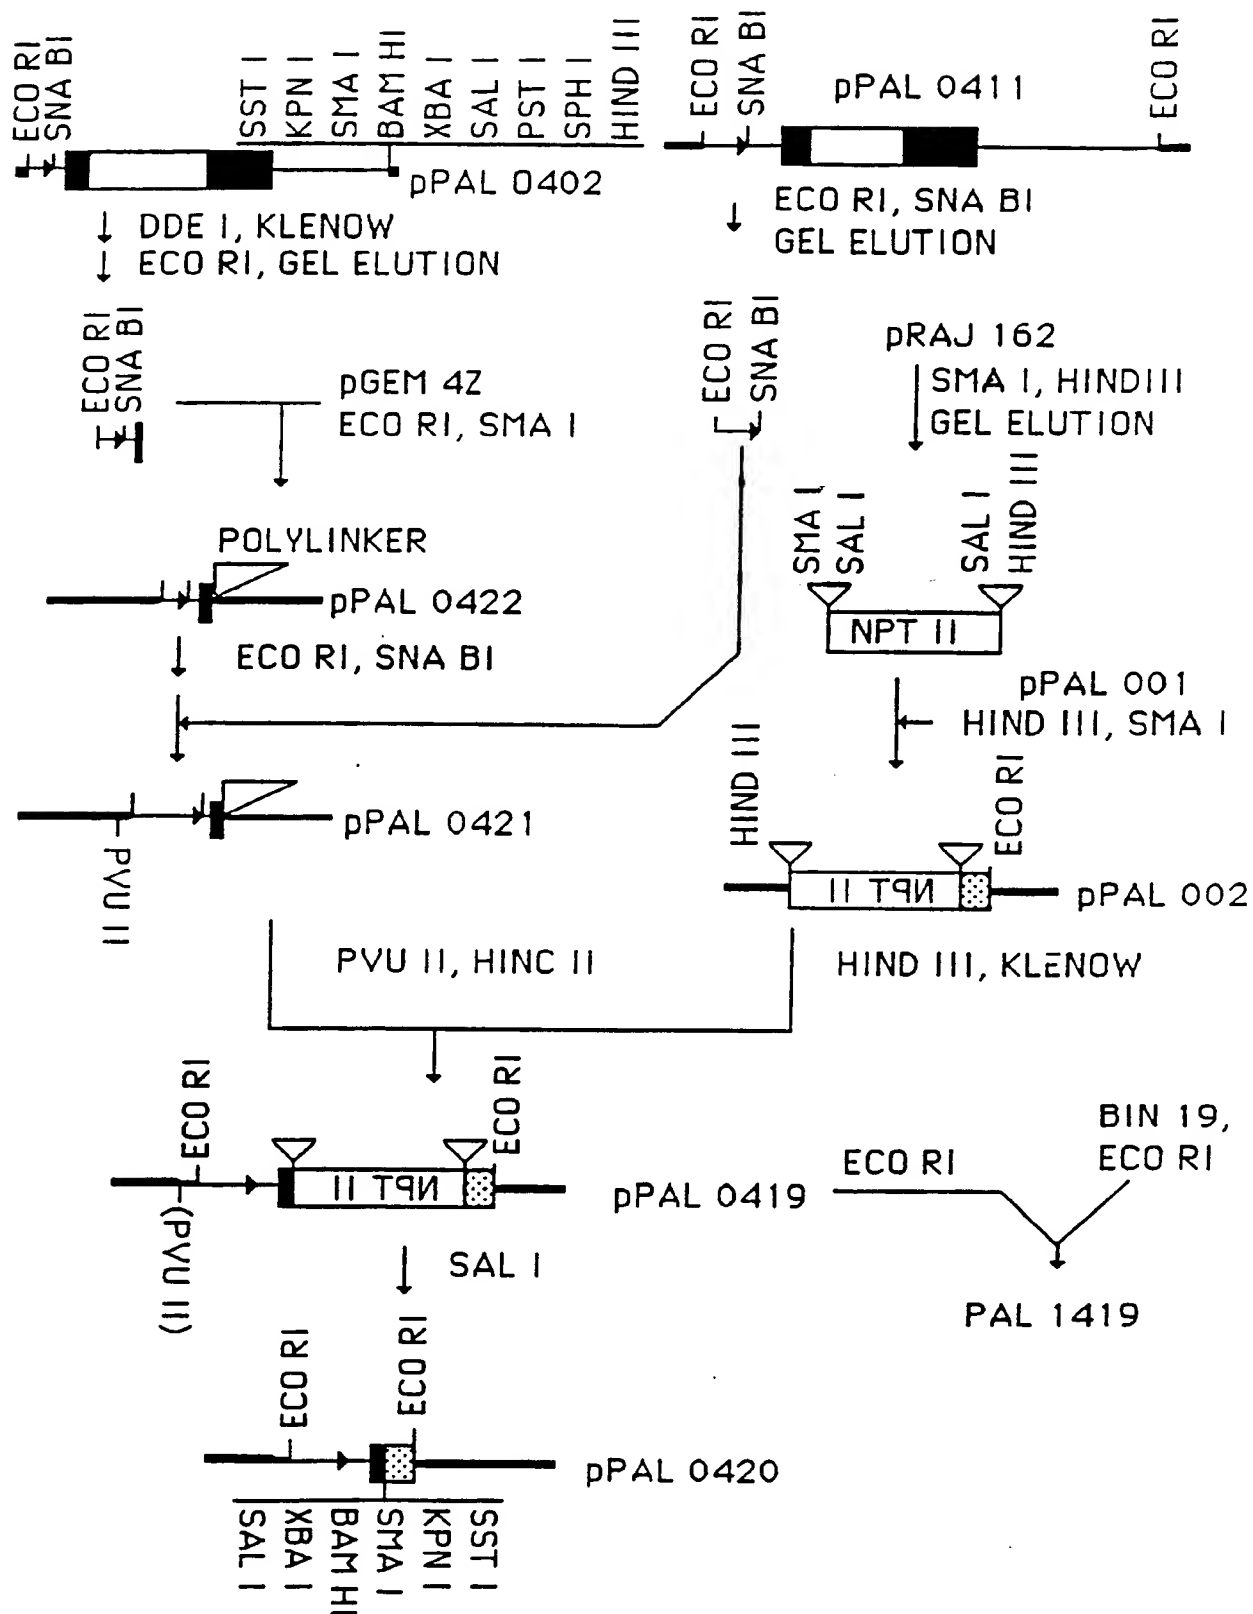 ECO RI
SNA BI
SST I
KPN I
SMA I
BAM HI
XBA I
SAL I
PST I
SPH I
HIND III
pPAL 0402
ECO RI
SNA BI
pPAL 0411
ECO RI
DDE I, KLENOW
ECO RI, GEL ELUTION
ECO RI, SNA BI
GEL ELUTION
ECO RI
SNA BI
pGEM 4Z
ECO RI, SMA I
ECO RI
SNA BI
pRAJ 162
SMA I, HINDIII
GEL ELUTION
POLYLINKER
pPAL 0422
ECO RI, SNA BI
SMA I
SAL I
SAL I
HIND III
NPT II
pPAL 001
HIND III, SMA I
pPAL 0421
PVU II
HIND III
ECO RI
NPT II
pPAL 002
PVU II, HINC II
HIND III, KLENOW
ECO RI
ECO RI
NPT II
(PVU II)
pPAL 0419
ECO RI
BIN 19,
ECO RI
SAL I
PAL 1419
ECO RI
ECO RI
pPAL 0420
SAL I
XBA I
BAM HI
SMA I
KPN I
SST I